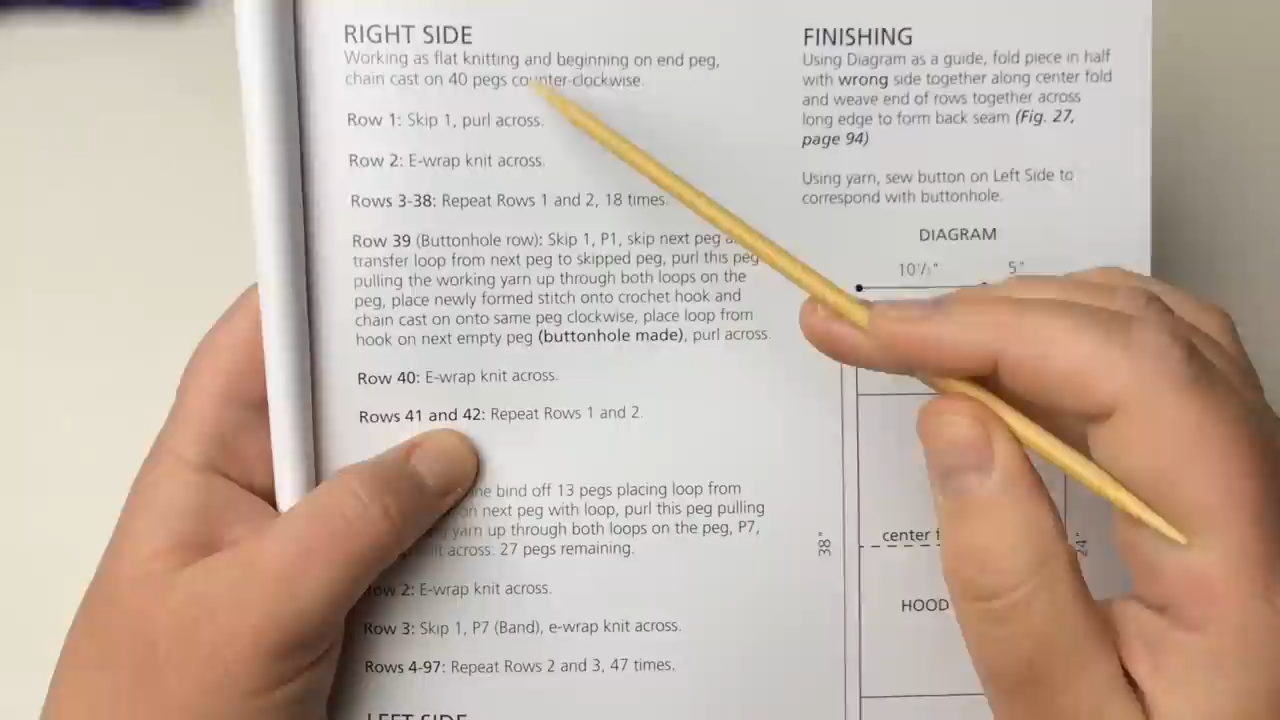 RIGHT SIDE
Working as flat knitting and beginning on end peg,
chain cast on 40 pegs counter-clockwise.
Row 1: Skip 1, purl across.
Row 2: E-wrap knit across.
Rows 3-38: Repeat Rows 1 and 2, 18 times.
Row 39 (Buttonhole row): Skip 1, P1, skip next peg
transfer loop from next peg to skipped peg, purl this peg
pulling the working yarn up through both loops on the
peg, place newly formed stitch onto crochet hook and
chain cast on onto same peg clockwise, place loop from
hook on next empty peg (buttonhole made), purl across.
Row 40: E-wrap knit across.
Rows 41 and 42: Repeat Rows 1 and 2.
bind off 13 pegs placing loop from
next peg with loop, purl this peg pulling
yarn up through both loops on the peg, P7,
across: 27 pegs remaining.
Row 2: E-wrap knit across.
Row 3: Skip 1, P7 (Band), e-wrap knit across.
Rows 4-97: Repeat Rows 2 and 3, 47 times.
LEFT SIDE
FINISHING
Using Diagram as a guide, fold piece in half
with wrong side together along center fold
and weave end of rows together across
long edge to form back seam (Fig. 27,
page 94)
Using yarn, sew button on Left Side to
correspond with buttonhole.
DIAGRAM
5"
38"
24"
center
HOOD